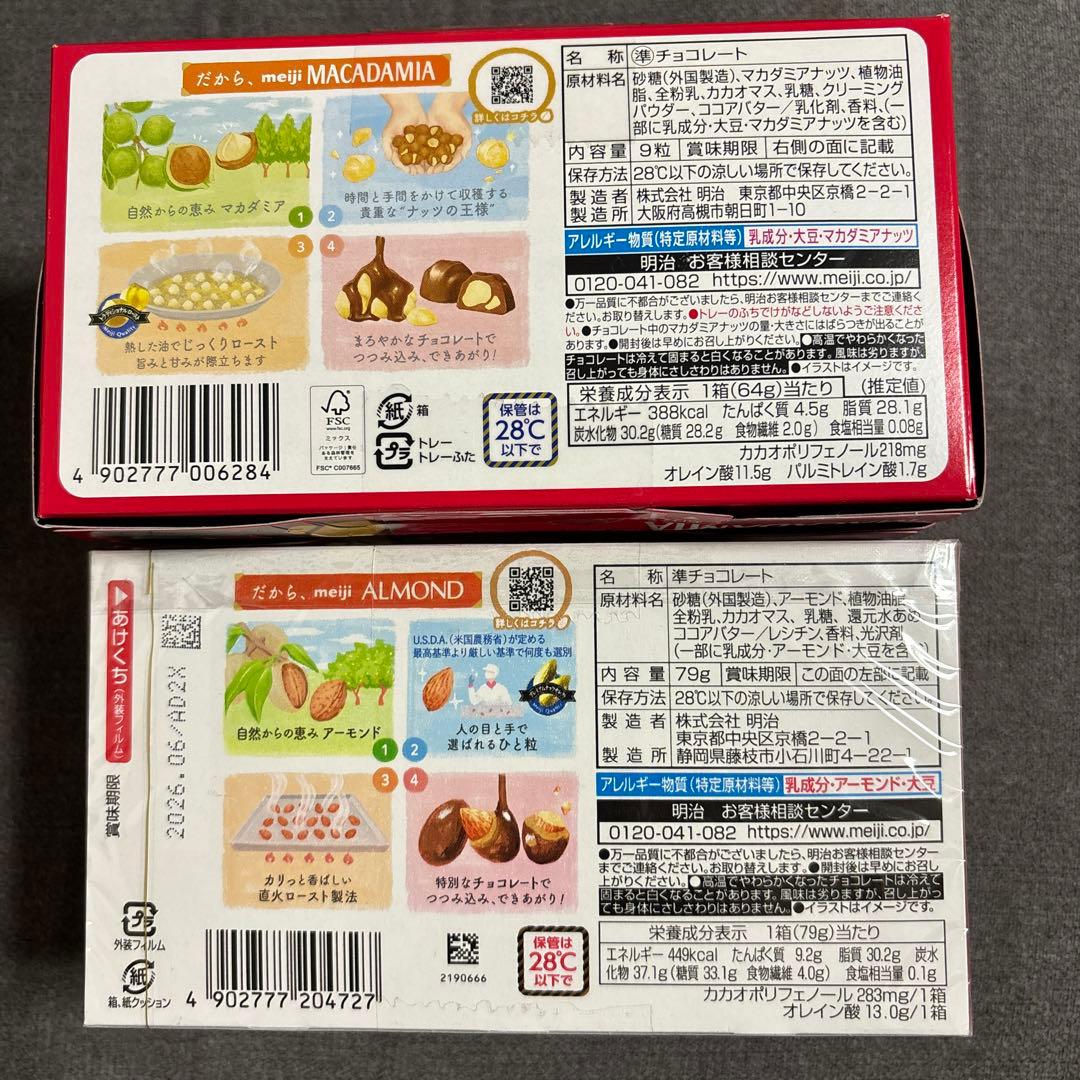 だから、meiji MACADAMIA
詳しくはコチラ
自然からの恵み マカダミア
1
2
時間と手間をかけて収穫する
貴重な“ナッツの王様”
3
4
トラディショナルロースト
Meiji Quality
熱した油でじっくりロースト
旨みと甘みが際立ちます
まろやかなチョコレートで
つつみ込み、できあがり!
4 902777 006284
FSC
www.fsc.org
ミックス
パッケージ|責任
ある森林管理を
支えています
FSC® C007665
紙 箱
プラ トレー
トレーふた
保管は
28℃
以下で
名 称 準チョコレート
原材料名 砂糖(外国製造)、マカダミアナッツ、植物油
脂、全粉乳、カカオマス、乳糖、クリーミング
パウダー、ココアバター/乳化剤、香料、(一
部に乳成分・大豆・マカダミアナッツを含む)
内容量 9粒 賞味期限 右側の面に記載
保存方法 28℃以下の涼しい場所で保存してください。
製造者 株式会社 明治 東京都中央区京橋2-2-1
製造所 大阪府高槻市朝日町1-10
アレルギー物質(特定原材料等) 乳成分・大豆・マカダミアナッツ
明治 お客様相談センター
0120-041-082 https://www.meiji.co.jp/
●万一品質に不都合がございましたら、明治お客様相談センターまでご連絡く
ださい。お取り替えします。●トレーのふちでけがなどしないようご注意くださ
い。●チョコレート中のマカダミアナッツの量・大きさにはばらつきが出ることが
あります。●開封後は早めにお召し上がりください。●高温でやわらかくなった
チョコレートは冷えて固まると白くなることがあります。風味は劣りますが、
召し上がっても身体にさしさわりはありません。●イラストはイメージです。
栄養成分表示 1箱(64g)当たり (推定値)
エネルギー 388kcal たんぱく質 4.5g 脂質 28.1g
炭水化物 30.2g(糖質 28.2g 食物繊維 2.0g) 食塩相当量 0.08g
カカオポリフェノール218mg
オレイン酸11.5g パルミトレイン酸1.7g
あけくち(外装フィルム)
賞味期限
2026.06/AD2X
プラ
外装フィルム
紙
箱、紙クッション
だから、meiji ALMOND
詳しくはコチラ
自然からの恵み アーモンド
1
2
U.S.D.A.(米国農務省)が定める
最高基準より厳しい基準で何度も選別
Meiji Quality
人の目と手で
選ばれるひと粒
3
4
カリっと香ばしい
直火ロースト製法
特別なチョコレートで
つつみ込み、できあがり!
4 902777 204727
2190666
保管は
28℃
以下で
名 称 準チョコレート
原材料名 砂糖(外国製造)、アーモンド、植物油脂、
全粉乳、カカオマス、乳糖、還元水あめ、
ココアバター/レシチン、香料、光沢剤、
(一部に乳成分・アーモンド・大豆を含む)
内容量 79g 賞味期限 この面の左部に記載
保存方法 28℃以下の涼しい場所で保存してください。
製造者 株式会社 明治
東京都中央区京橋2-2-1
製造所 静岡県藤枝市小石川町4-22-1
アレルギー物質(特定原材料等) 乳成分・アーモンド・大豆
明治 お客様相談センター
0120-041-082 https://www.meiji.co.jp/
●万一品質に不都合がございましたら、明治お客様相談センター
までご連絡ください。お取り替えします。●開封後は早めにお召し
上がりください。●高温でやわらかくなったチョコレートは冷えて
固まると白くなることがあります。風味は劣りますが、召し上がっ
ても身体にさしさわりはありません。●イラストはイメージです。
栄養成分表示 1箱(79g)当たり
エネルギー 449kcal たんぱく質 9.2g 脂質 30.2g 炭水
化物 37.1g(糖質 33.1g 食物繊維 4.0g) 食塩相当量 0.1g
カカオポリフェノール 283mg/1箱
オレイン酸 13.0g/1箱